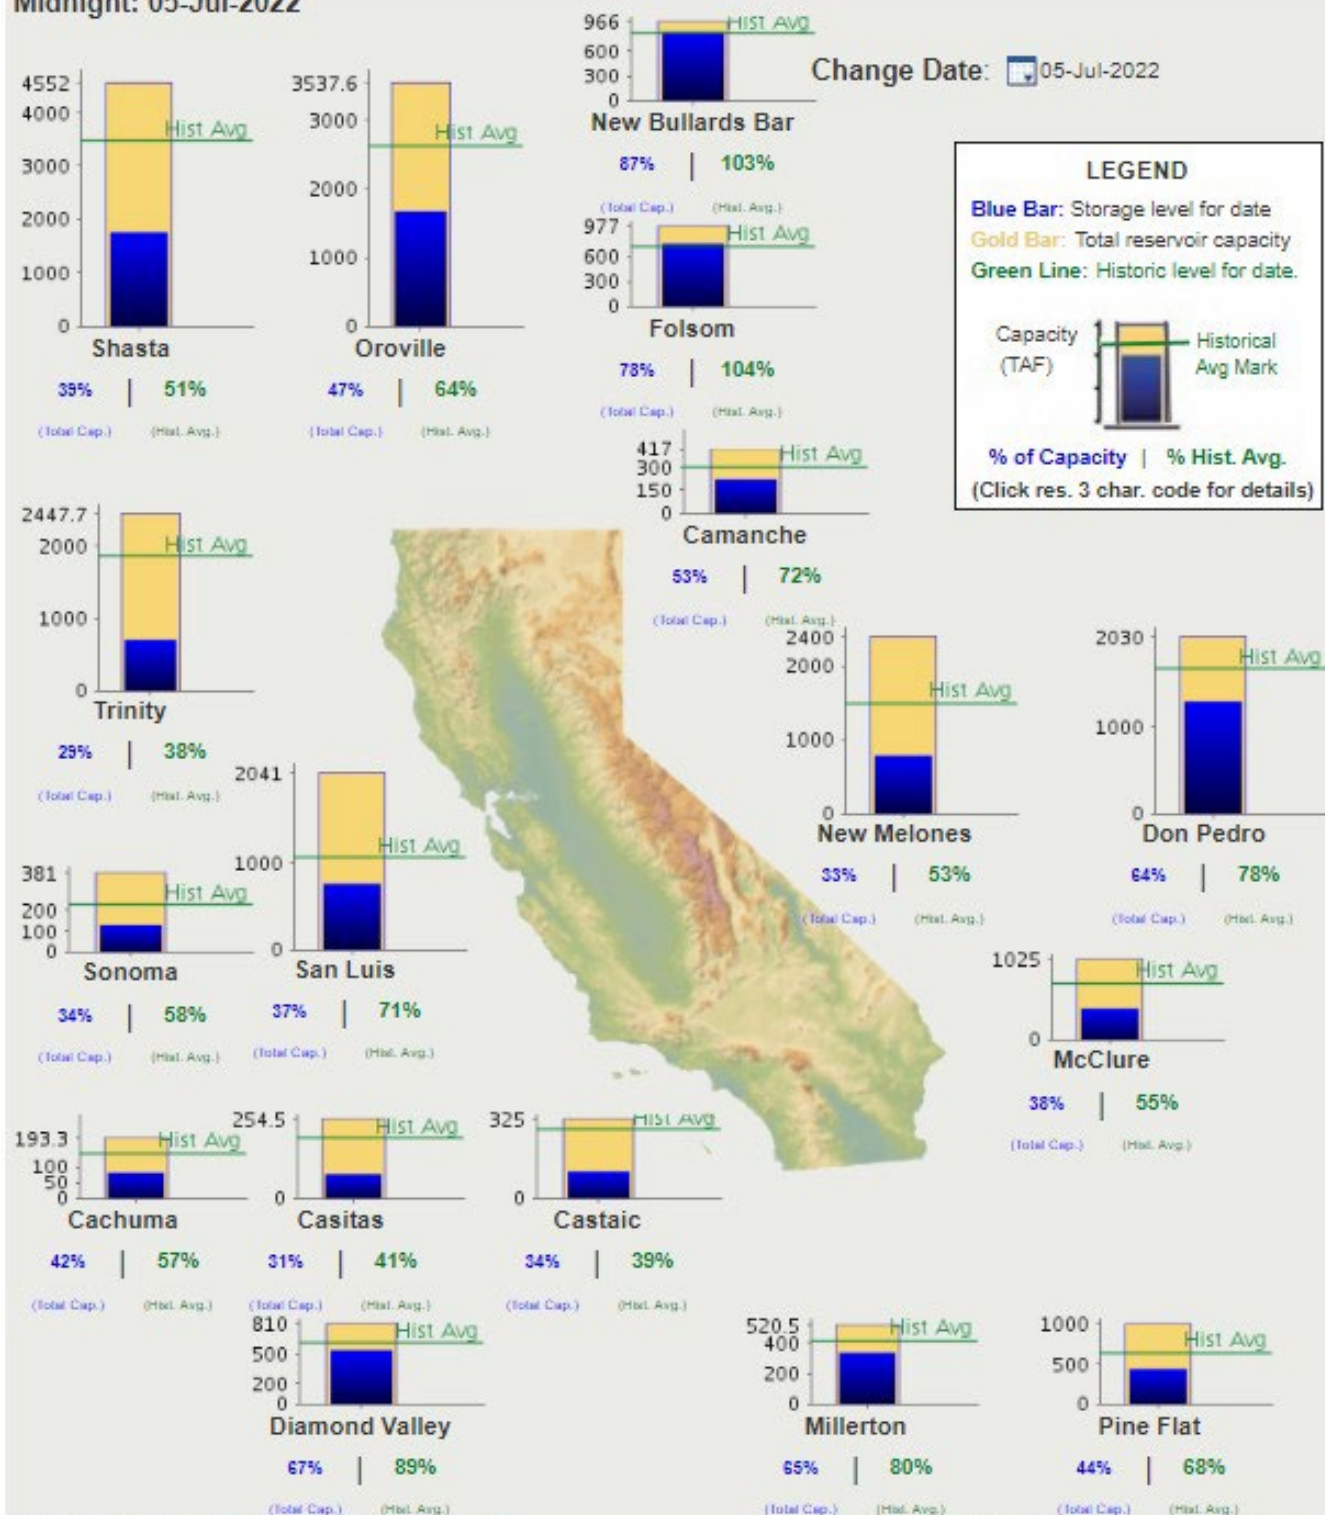 Midnight: 05-Jul-2022
Change Date: 05-Jul-2022
LEGEND
Blue Bar: Storage level for date
Gold Bar: Total reservoir capacity
Green Line: Historic level for date.
Capacity
(TAF)
Historical
Avg Mark
% of Capacity | % Hist. Avg.
(Click res. 3 char. code for details)
4552
4000
3000
2000
1000
0
Hist Avg
Shasta
39% | 51%
(Total Cap.) (Hist. Avg.)
3537.6
3000
2000
1000
0
Hist Avg
Oroville
47% | 64%
(Total Cap.) (Hist. Avg.)
966
600
300
0
Hist Avg
New Bullards Bar
87% | 103%
(Total Cap.) (Hist. Avg.)
977
600
300
0
Hist Avg
Folsom
78% | 104%
(Total Cap.) (Hist. Avg.)
417
300
150
0
Hist Avg
Camanche
53% | 72%
(Total Cap.) (Hist. Avg.)
2447.7
2000
1000
0
Hist Avg
Trinity
29% | 38%
(Total Cap.) (Hist. Avg.)
2400
2000
1000
0
Hist Avg
New Melones
33% | 53%
(Total Cap.) (Hist. Avg.)
2030
1000
0
Hist Avg
Don Pedro
64% | 78%
(Total Cap.) (Hist. Avg.)
381
200
100
0
Hist Avg
Sonoma
34% | 58%
(Total Cap.) (Hist. Avg.)
2041
1000
0
Hist Avg
San Luis
37% | 71%
(Total Cap.) (Hist. Avg.)
1025
0
Hist Avg
McClure
38% | 55%
(Total Cap.) (Hist. Avg.)
193.3
100
50
0
Hist Avg
Cachuma
42% | 57%
(Total Cap.) (Hist. Avg.)
254.5
0
Hist Avg
Casitas
31% | 41%
(Total Cap.) (Hist. Avg.)
325
0
Hist Avg
Castaic
34% | 39%
(Total Cap.) (Hist. Avg.)
810
500
200
0
Hist Avg
Diamond Valley
67% | 89%
(Total Cap.) (Hist. Avg.)
520.5
400
200
0
Hist Avg
Millerton
65% | 80%
(Total Cap.) (Hist. Avg.)
1000
500
0
Hist Avg
Pine Flat
44% | 68%
(Total Cap.) (Hist. Avg.)